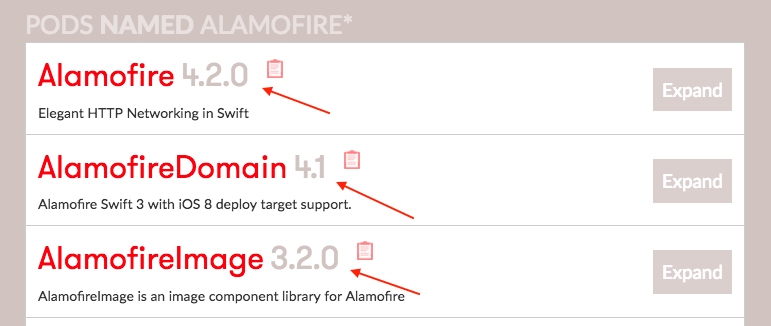 PODS NAMED ALAMOFIRE*
Alamofire 4.2.0
Expand
Elegant HTTP Networking in Swift
AlamofireDomain 4.1
Expand
Alamofire Swift 3 with iOS 8 deploy target support.
AlamofireImage 3.2.0
Expand
AlamofireImage is an image component library for Alamofire